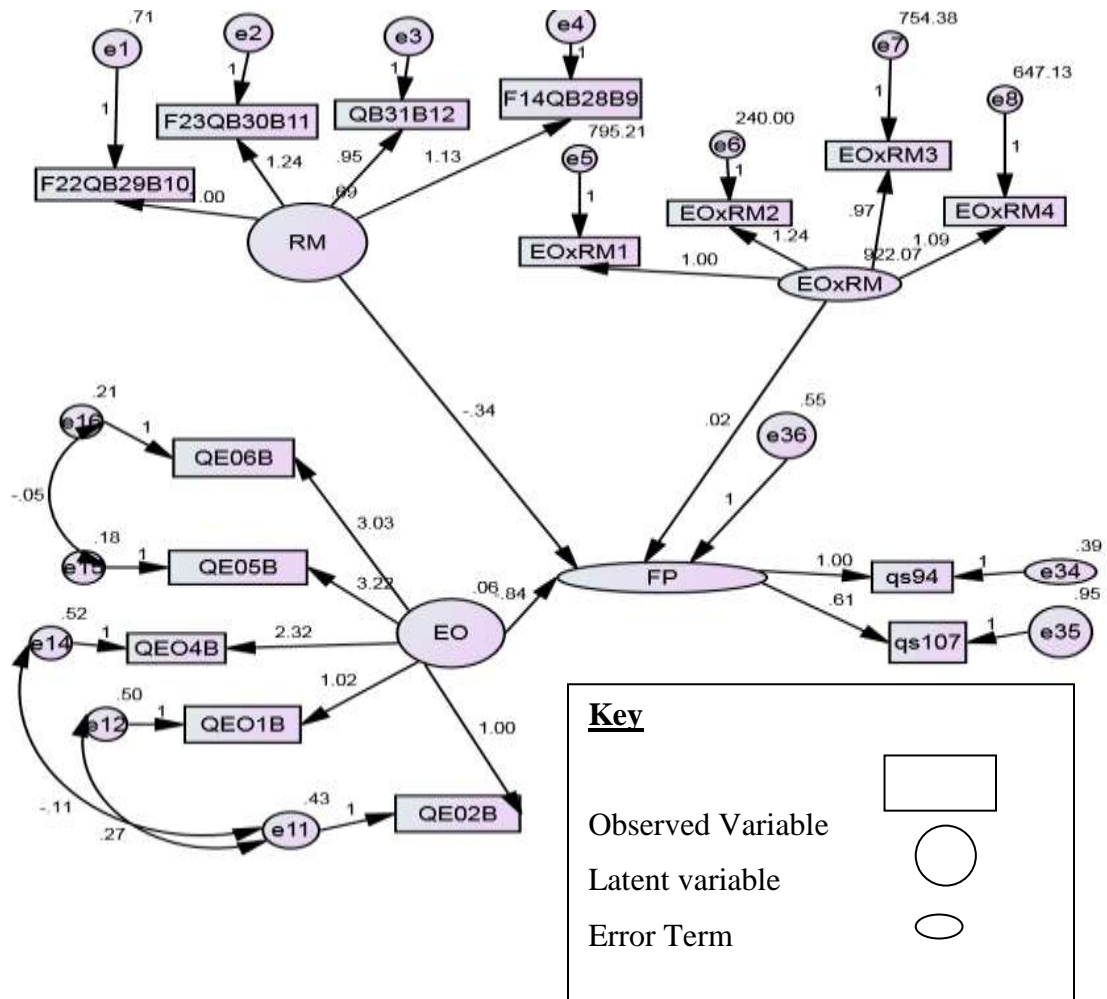 .71
e1
e2
e3
e4
754.38
e7
647.13
e8
1
1
1
1
F22QB29B10
F23QB30B11
QB31B12
F14QB28B9
795.21
e5
240.00
e6
1
1
1
1
EOxRM3
EOxRM2
EOxRM4
EOxRM1
1.24
.95
1.13
.69
RM
1.00
1.24
.97
1.09
922.07
EOxRM
-.34
.02
.55
e36
1
.21
e16
1
QE06B
-.05
3.03
.18
e15
1
QE05B
3.22
.06
.84
EO
FP
1.00
1
.39
qs94
e34
.61
.95
qs107
1
e35
.52
e14
1
QEO4B
2.32
.50
e12
1
QEO1B
1.02
1.00
-.11
.27
.43
e11
1
QE02B
Key
Observed Variable
Latent variable
Error Term